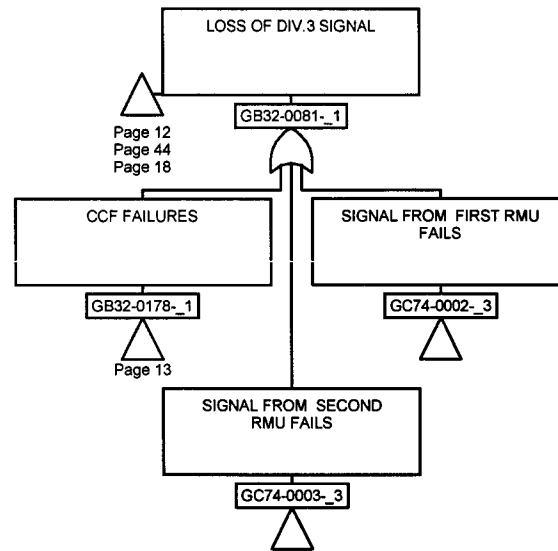 LOSS OF DIV.3 SIGNAL
GB32-0081-_1
Page 12
Page 44
Page 18
CCF FAILURES
GB32-0178-_1
Page 13
SIGNAL FROM FIRST RMU
FAILS
GC74-0002-_3
SIGNAL FROM SECOND
RMU FAILS
GC74-0003-_3